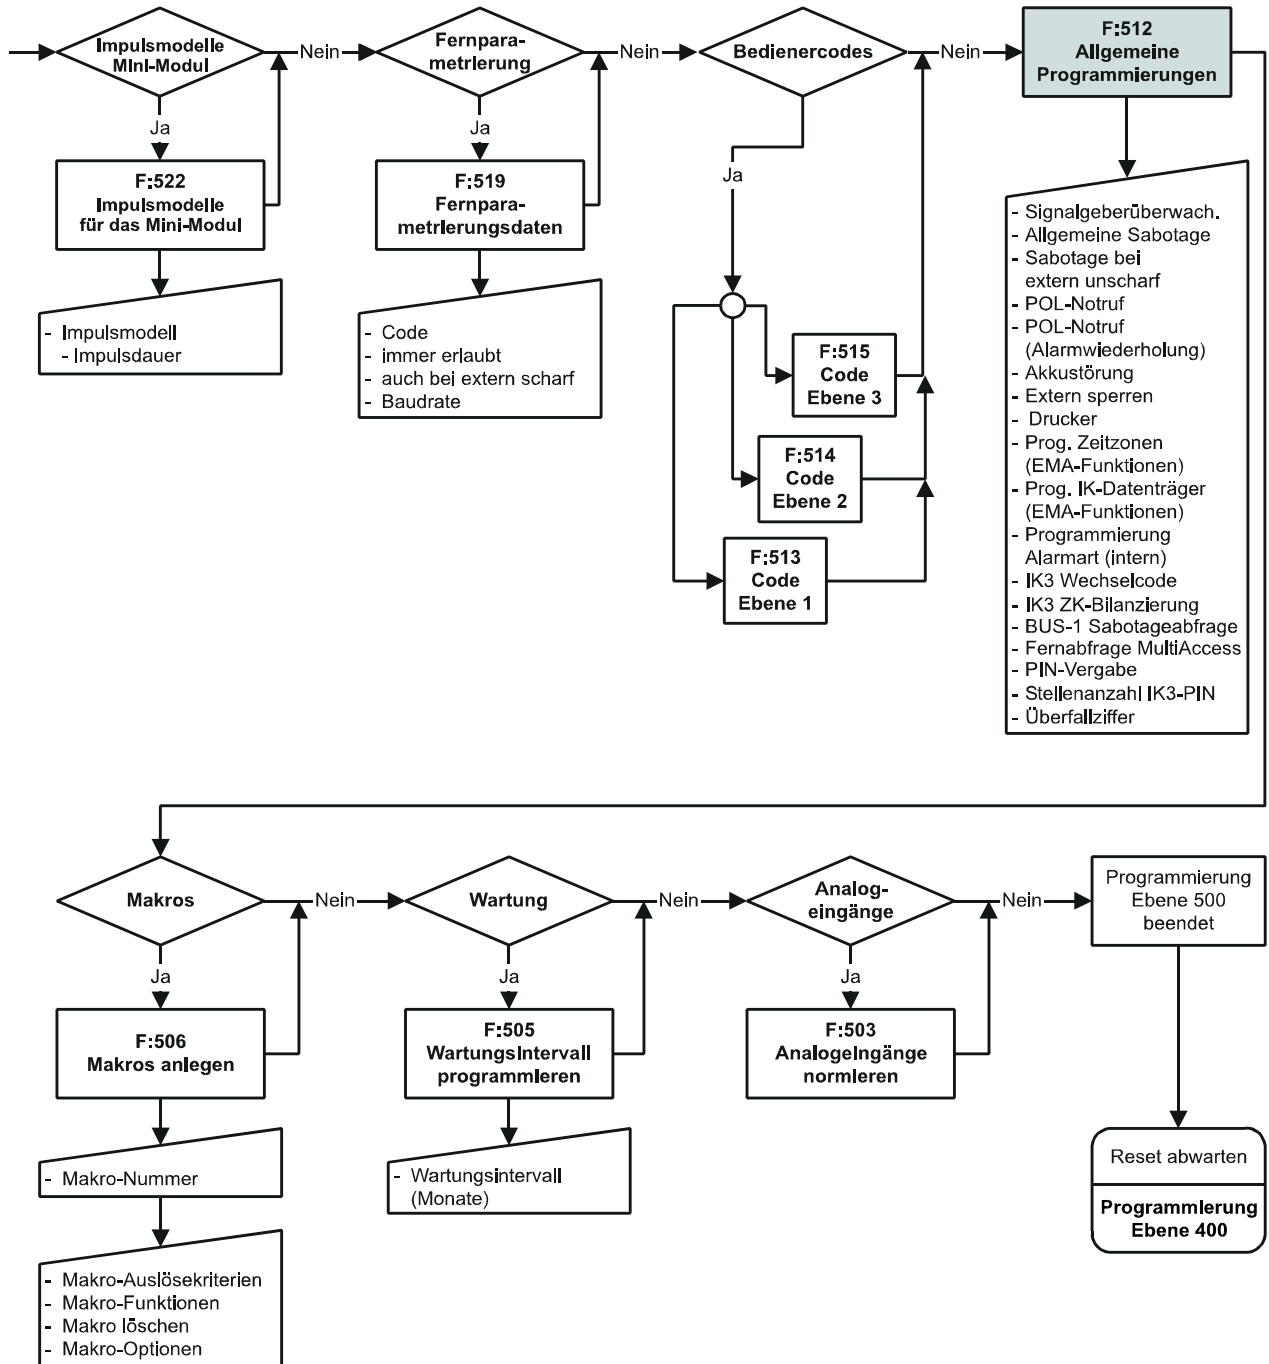 Impulsmodelle
MInI-Modul
Nein
Ja
F:522
Impulsmodelle
für das Mini-Modul
- Impulsmodell
- Impulsdauer
Fernpara-
metrIerung
Nein
Ja
F:519
Fernpara-
metrIerungsdaten
- Code
- immer erlaubt
- auch bei extern scharf
- Baudrate
Bedienercodes
Nein
Ja
F:515
Code
Ebene 3
F:514
Code
Ebene 2
F:513
Code
Ebene 1
F:512
Allgemeine
Programmierungen
- Signalgeberüberwach.
- Allgemeine Sabotage
- Sabotage bei
extern unscharf
- POL-Notruf
- POL-Notruf
(Alarmwiederholung)
- Akkustörung
- Extern sperren
- Drucker
- Prog. Zeitzonen
(EMA-Funktionen)
- Prog. IK-Datenträger
(EMA-Funktionen)
- Programmierung
Alarmart (intern)
- IK3 Wechselcode
- IK3 ZK-Bilanzierung
- BUS-1 Sabotageabfrage
- Fernabfrage MultiAccess
- PIN-Vergabe
- Stellenanzahl IK3-PIN
- Überfallziffer
Makros
Nein
Ja
F:506
Makros anlegen
- Makro-Nummer
- Makro-Auslösekriterien
- Makro-Funktionen
- Makro löschen
- Makro-Optionen
Wartung
Nein
Ja
F:505
WartungsIntervall
programmIeren
- Wartungsintervall
(Monate)
Analog-
eingänge
Nein
Ja
F:503
AnalogeIngänge
normieren
Programmierung
Ebene 500
beendet
Reset abwarten
ProgrammIerung
Ebene 400